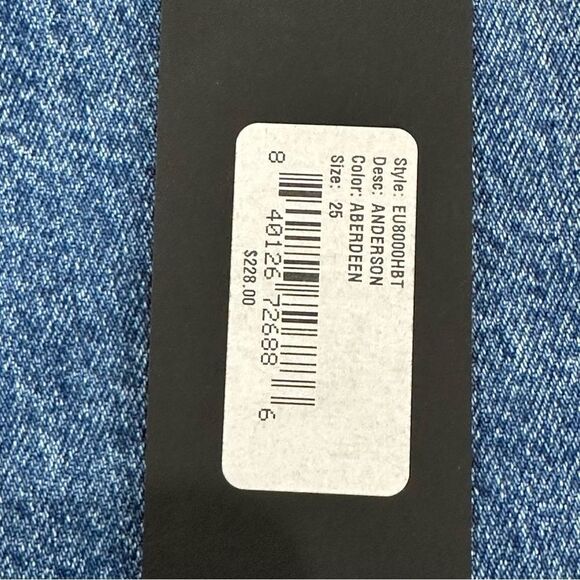 Style: EU8000HBT
Desc: ANDERSON
Color: ABERDEEN
Size: 25
8 40126 72688 6
$228.00